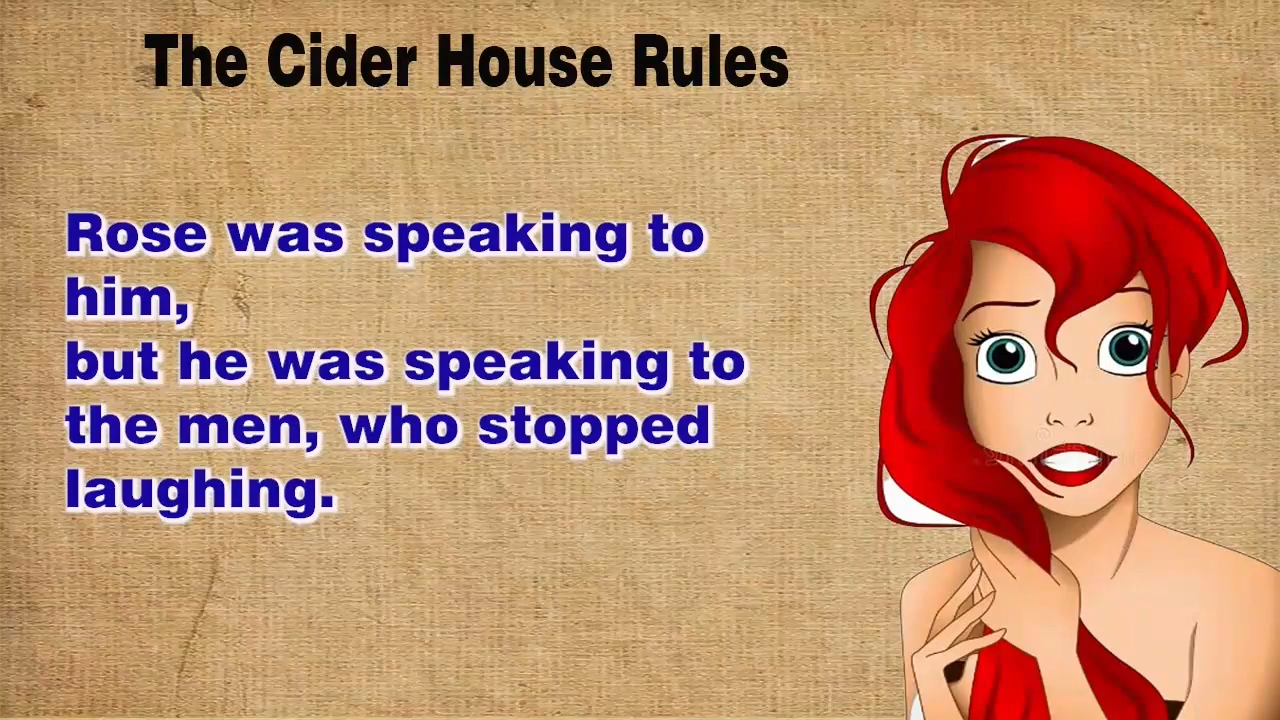 The Cider House Rules
Rose was speaking to
him,
but he was speaking to
the men, who stopped
laughing.